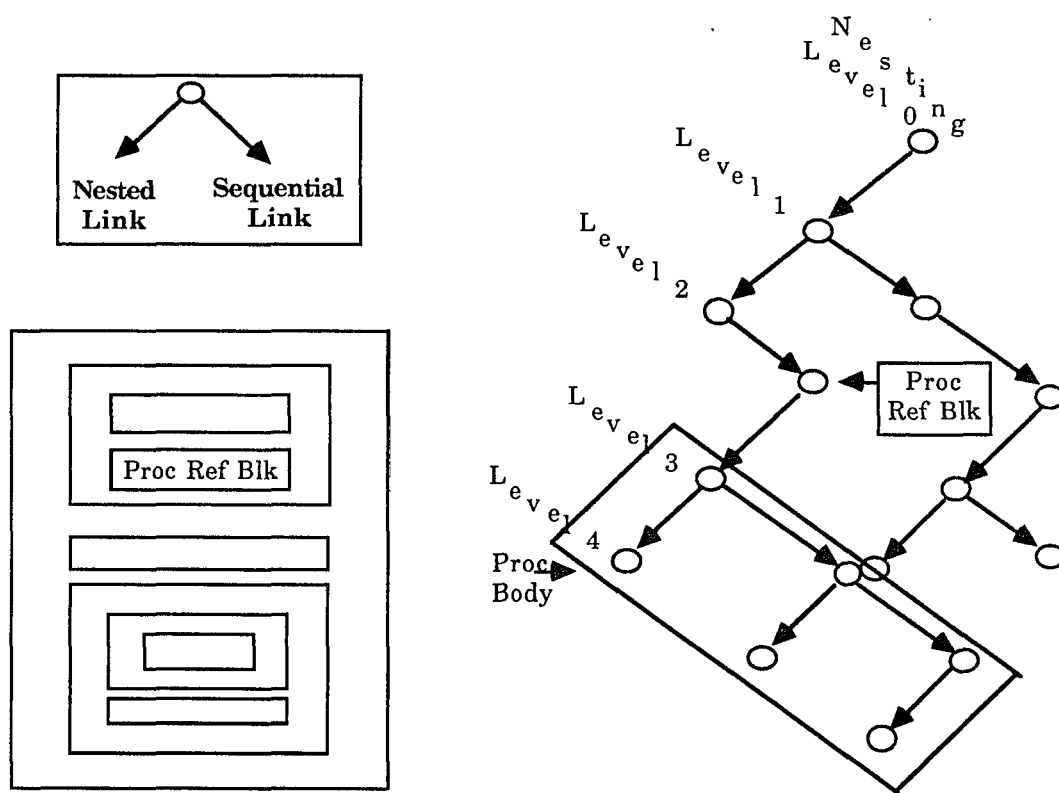 Nested
Link
Sequential
Link
Proc Ref Blk
Nesting
Level 0
Level 1
Level 2
Proc
Ref Blk
Level 3
Level 4
Proc
Body